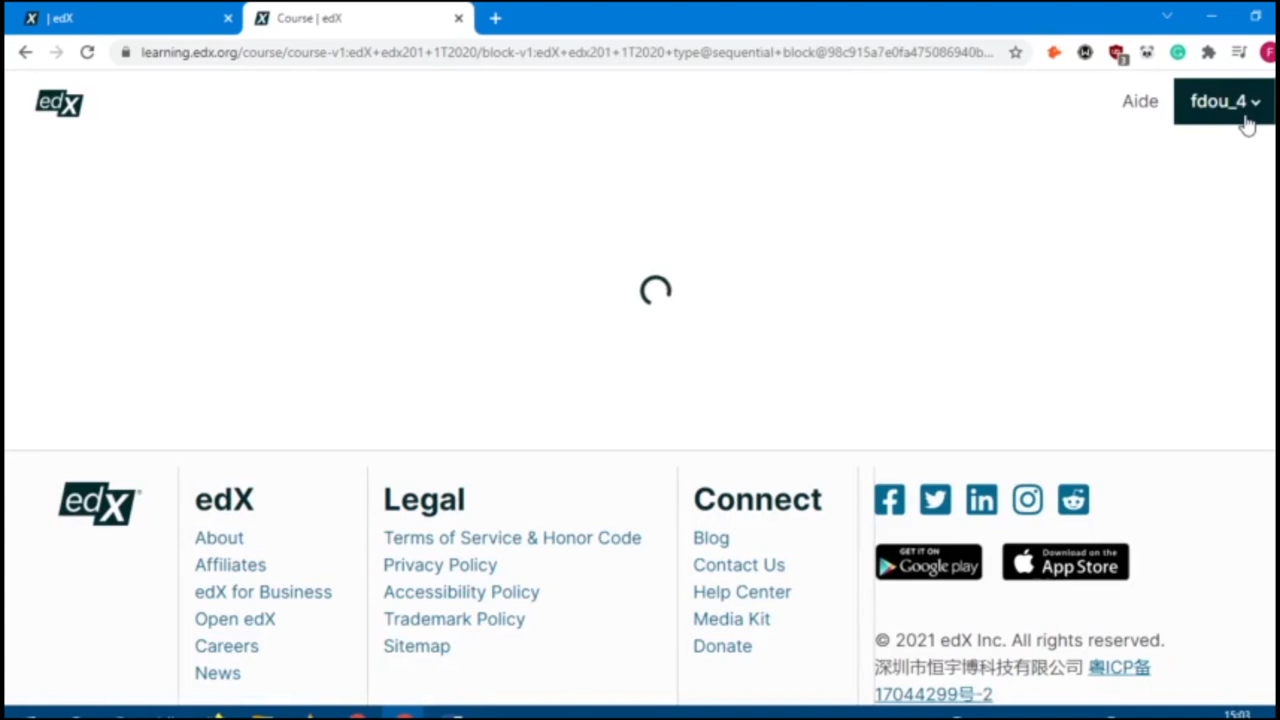 | edX
Course | edX
learning.edx.org/course/course-v1:edX+edx201+1T2020/block-v1:edX+edx201+1T2020+type@sequential+block@98c915a7e0fa475086940b...
edX
Aide
fdou_4
edX
edX
About
Affiliates
edX for Business
Open edX
Careers
News
Legal
Terms of Service & Honor Code
Privacy Policy
Accessibility Policy
Trademark Policy
Sitemap
Connect
Blog
Contact Us
Help Center
Media Kit
Donate
GET IT ON
Google play
Download on the
App Store
© 2021 edX Inc. All rights reserved.
深圳市恒宇博科技有限公司 粤ICP备
17044299号-2
15:03